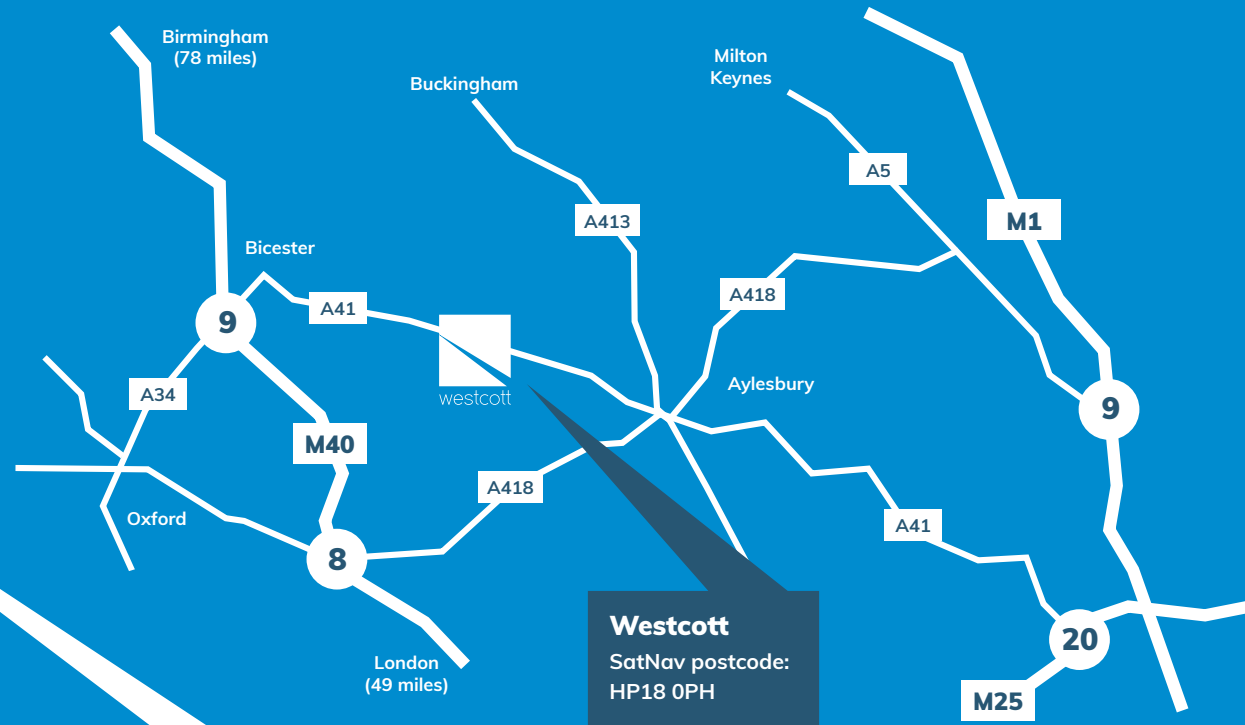 Birmingham
(78 miles)
Buckingham
Milton
Keynes
A5
A413
M1
Bicester
A418
A41
9
westcott
Aylesbury
A34
9
M40
A418
Oxford
A41
8
Westcott
SatNav postcode:
HP18 0PH
London
(49 miles)
20
M25